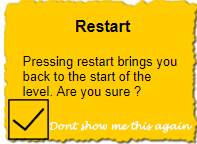 Restart
Pressing restart brings you
back to the start of the
level. Are you sure ?
Dont show me this again